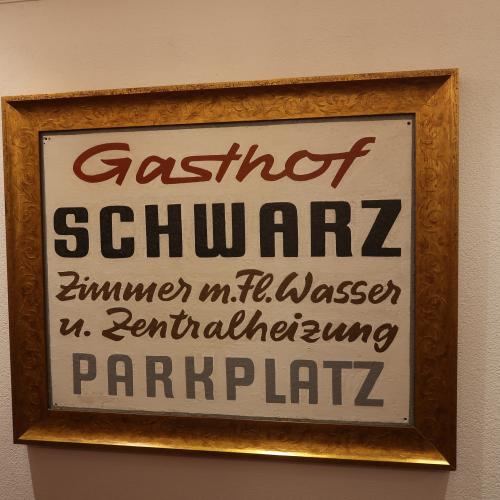 Gasthof
SCHWARZ
Zimmer m.Fl.Wasser
u. Zentralheizung
PARKPLATZ